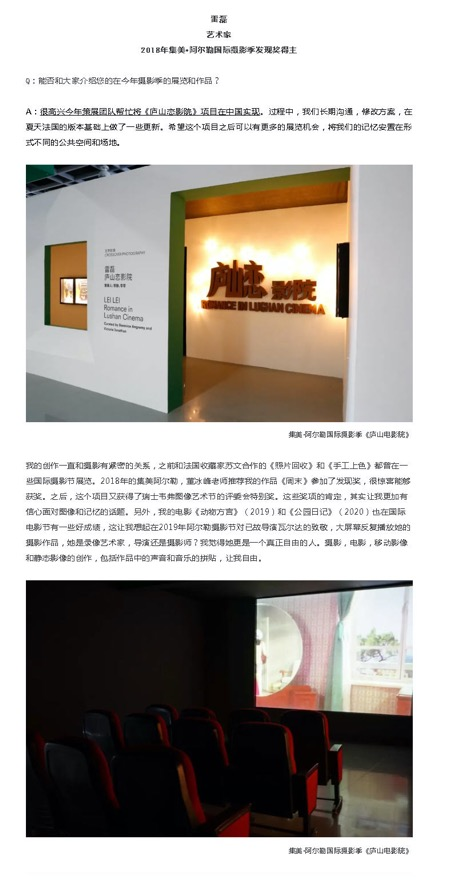 雷磊
艺术家
2018年集美·阿尔勒国际摄影季发现奖得主
Q：能否和大家介绍您的在今年摄影季的展览和作品？
A：很高兴今年策展团队帮忙将《庐山恋影院》项目在中国实现。过程中，我们长期沟通，修改方案，在
夏天法国的版本基础上做了一些更新。希望这个项目之后可以有更多的展览机会，将我们的记忆安置在形
式不同的公共空间和场地。
雷磊
庐山恋影院
LEI LEI
Romance in
Lushan Cinema
庐山恋 影院
ROMANCE IN LUSHAN CINEMA
集美·阿尔勒国际摄影季《庐山电影院》
我的创作一直和摄影有紧密的关系，之前和法国收藏家苏文合作的《照片回收》和《手工上色》都曾在一
些国际摄影节展览。2018年的集美阿尔勒，董冰峰老师推荐我的作品《周末》参加了发现奖，很惊喜能够
获奖。之后，这个项目又获得了瑞士韦弗图像艺术节的评委会特别奖。这些奖项的肯定，其实让我更加有
信心面对图像和记忆的话题。另外，我的电影《动物方言》（2019）和《公园日记》（2020）也在国际
电影节有一些好成绩，这让我想起在2019年阿尔勒摄影节对已故导演瓦尔达的致敬，大屏幕反复播放她的
摄影作品，她是录像艺术家，导演还是摄影师？我觉得她更是一个真正自由的人。摄影，电影，移动影像
和静态影像的创作，包括作品中的声音和音乐的拼贴，让我自由。
集美·阿尔勒国际摄影季《庐山电影院》